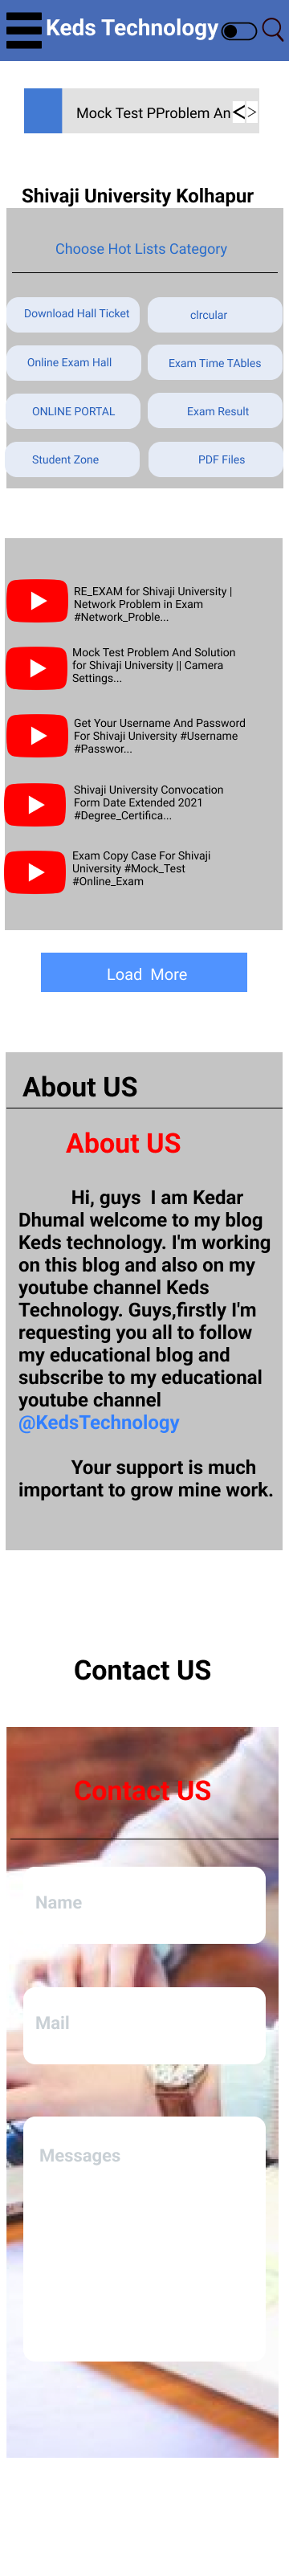 Keds Technology
Mock Test PProblem An <>
Shivaji University Kolhapur
Choose Hot Lists Category
Download Hall Ticket
cIrcular
Online Exam Hall
Exam Time TAbles
ONLINE PORTAL
Exam Result
Student Zone
PDF Files
RE_EXAM for Shivaji University |
Network Problem in Exam
#Network_Proble...
Mock Test Problem And Solution
for Shivaji University || Camera
Settings...
Get Your Username And Password
For Shivaji University #Username
#Passwor...
Shivaji University Convocation
Form Date Extended 2021
#Degree_Certifica...
Exam Copy Case For Shivaji
University #Mock_Test
#Online_Exam
Load More
About US
About US
Hi, guys I am Kedar
Dhumal welcome to my blog
Keds technology. I'm working
on this blog and also on my
youtube channel Keds
Technology. Guys,firstly I'm
requesting you all to follow
my educational blog and
subscribe to my educational
youtube channel
@KedsTechnology
Your support is much
important to grow mine work.
Contact US
Contact US
Name
Mail
Messages